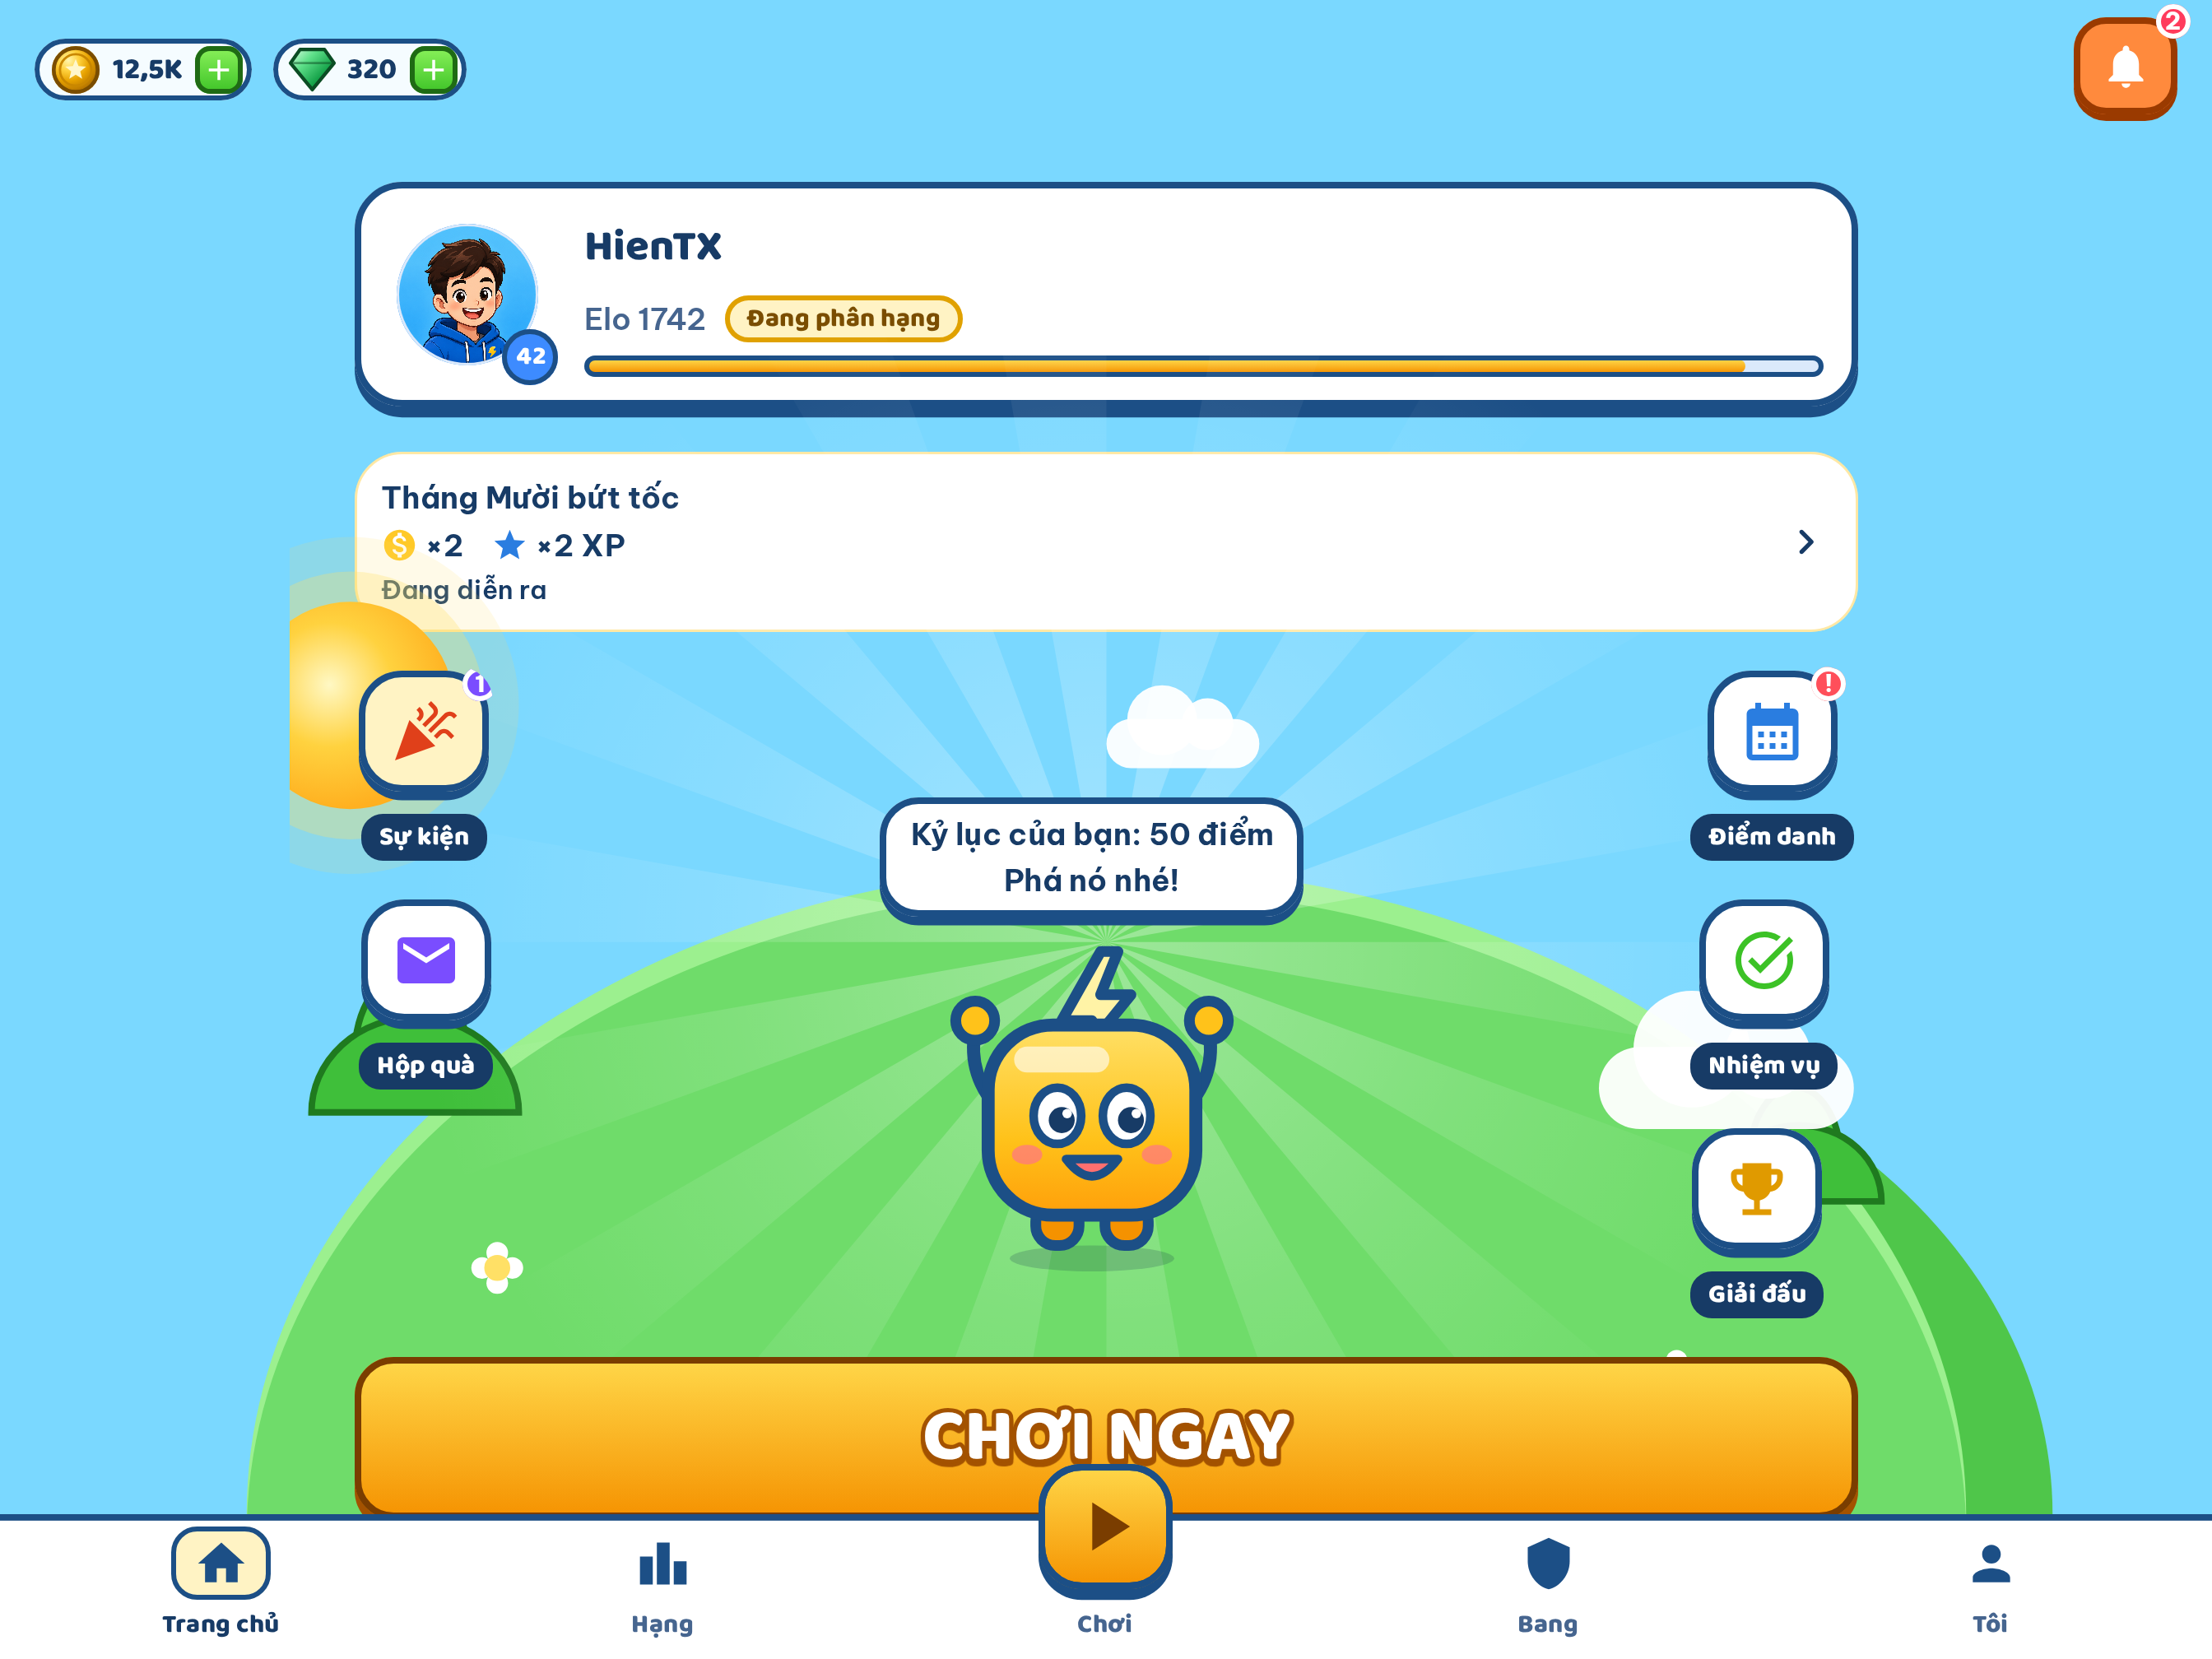 12,5K
320
2
HienTX
Elo 1742 Đang phân hạng
42
Tháng Mười bứt tốc
×2 ×2 XP
Đang diễn ra
1
!
Sự kiện
Điểm danh
Kỷ lục của bạn: 50 điểm
Phá nó nhé!
Hộp quà
Nhiệm vụ
Giải đấu
CHƠI NGAY
Trang chủ
Hạng
Chơi
Bang
Tôi